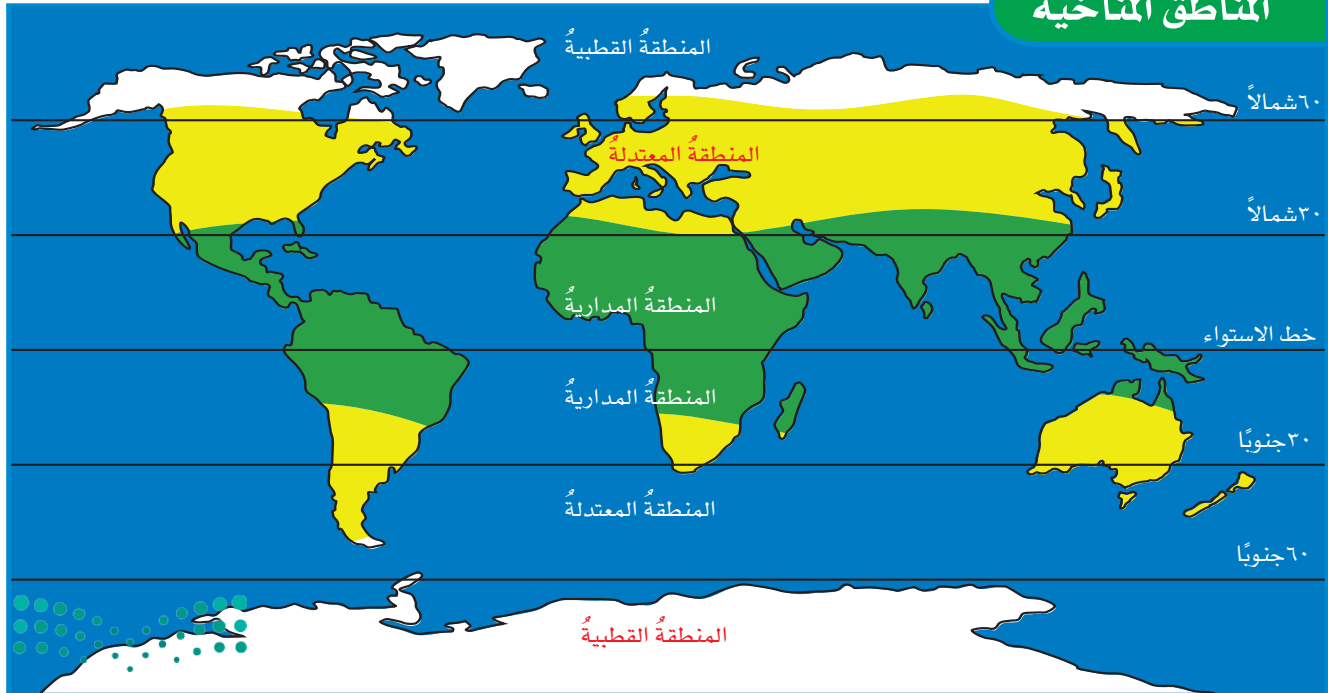 المناطق المناخية
المنطقةُ القطبيةُ
٦٠شمالاً
المنطقةُ المعتدلةُ
٣٠شمالاً
المنطقةُ المداريةُ
خط الاستواء
المنطقةُ المداريةُ
٣٠جنوبًا
المنطقةُ المعتدلةُ
٦٠جنوبًا
المنطقةُ القطبيةُ